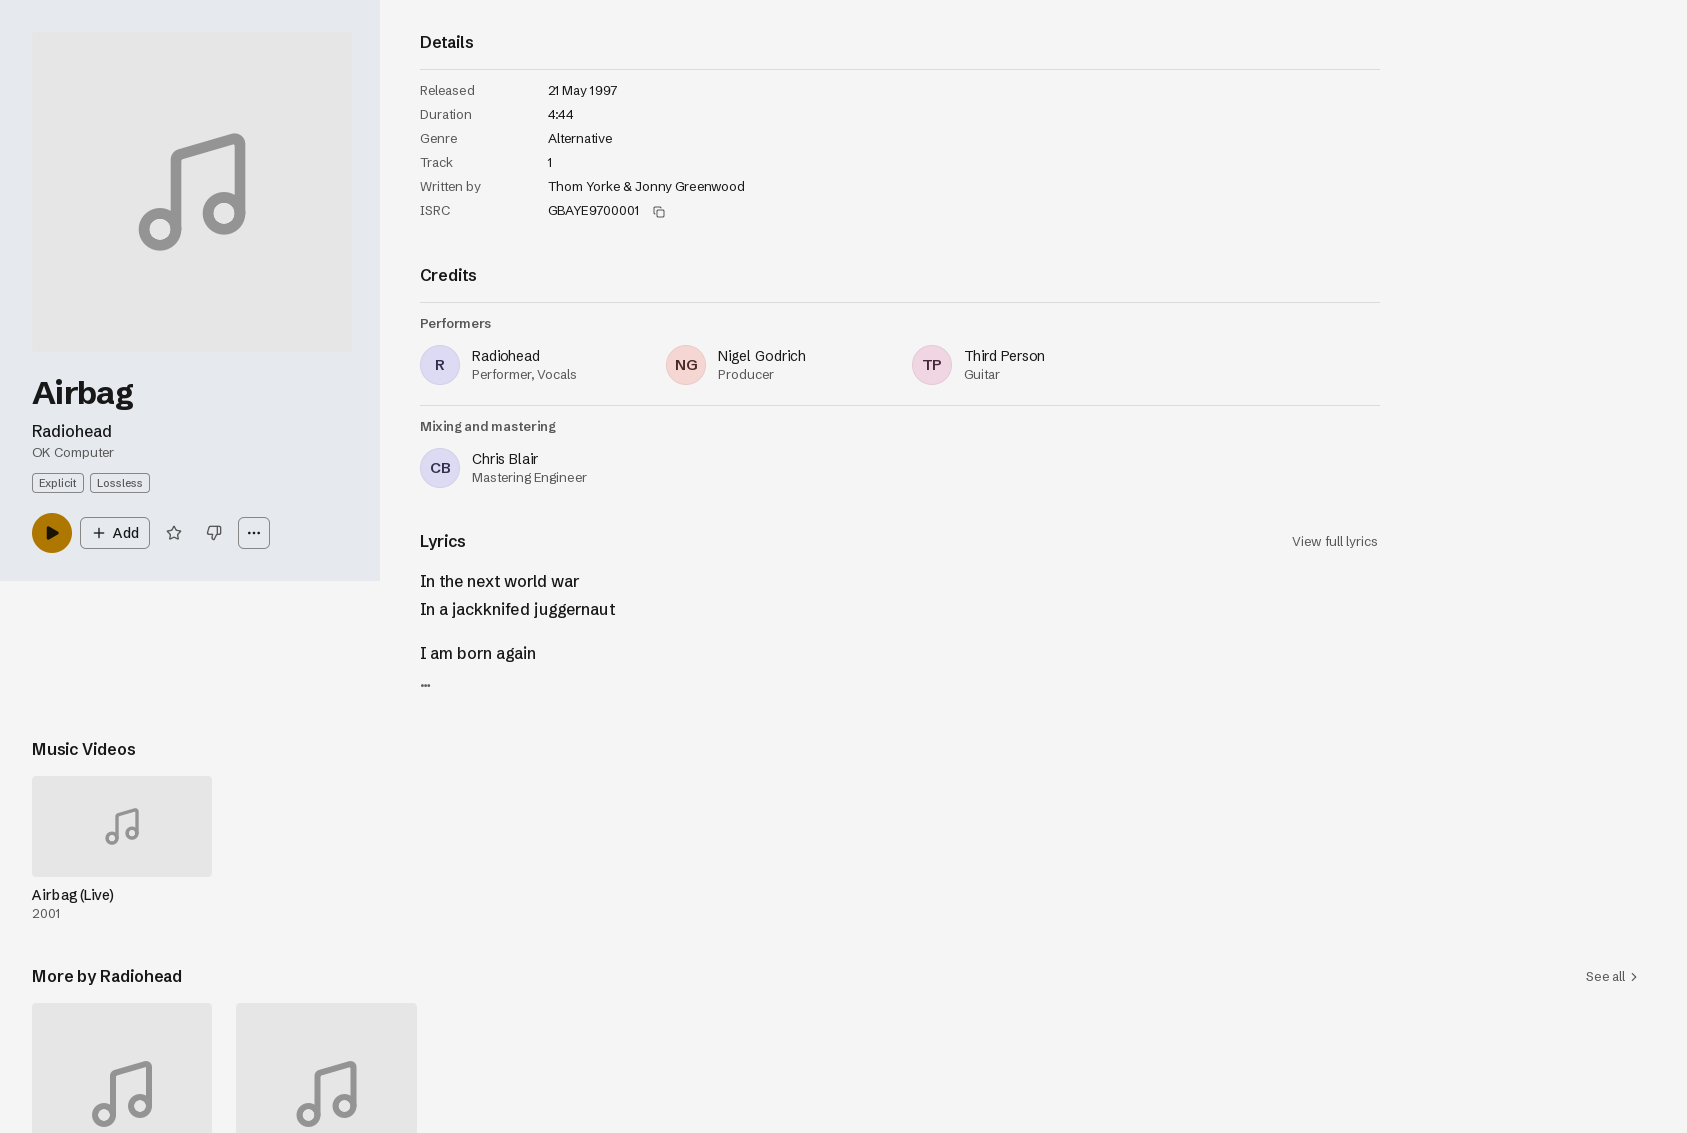 Airbag
Radiohead
OK Computer
Explicit Lossless
Add
Details
Released 21 May 1997
Duration 4:44
Genre Alternative
Track 1
Written by Thom Yorke & Jonny Greenwood
ISRC GBAYE9700001
Credits
Performers
R Radiohead
Performer, Vocals
NG Nigel Godrich
Producer
TP Third Person
Guitar
Mixing and mastering
CB Chris Blair
Mastering Engineer
Lyrics View full lyrics
In the next world war
In a jackknifed juggernaut
I am born again
...
Music Videos
Airbag (Live)
2001
More by Radiohead See all